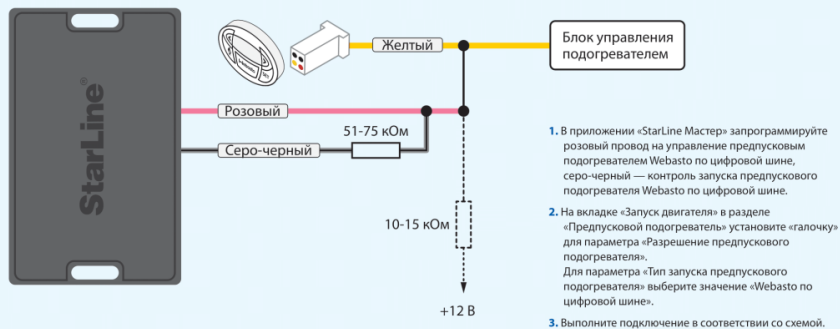 StarLine®
Желтый
Блок управления
подогревателем
Розовый
51-75 кОм
Серо-черный
10-15 кОм
+12 В
1. В приложении «StarLine Мастер» запрограммируйте
розовый провод на управление предпусковым
подогревателем Webasto по цифровой шине,
серо-черный — контроль запуска предпускового
подогревателя Webasto по цифровой шине.
2. На вкладке «Запуск двигателя» в разделе
«Предпусковой подогреватель» установите «галочку»
для параметра «Разрешение предпускового
подогревателя».
Для параметра «Тип запуска предпускового
подогревателя» выберите значение «Webasto по
цифровой шине».
3. Выполните подключение в соответствии со схемой.